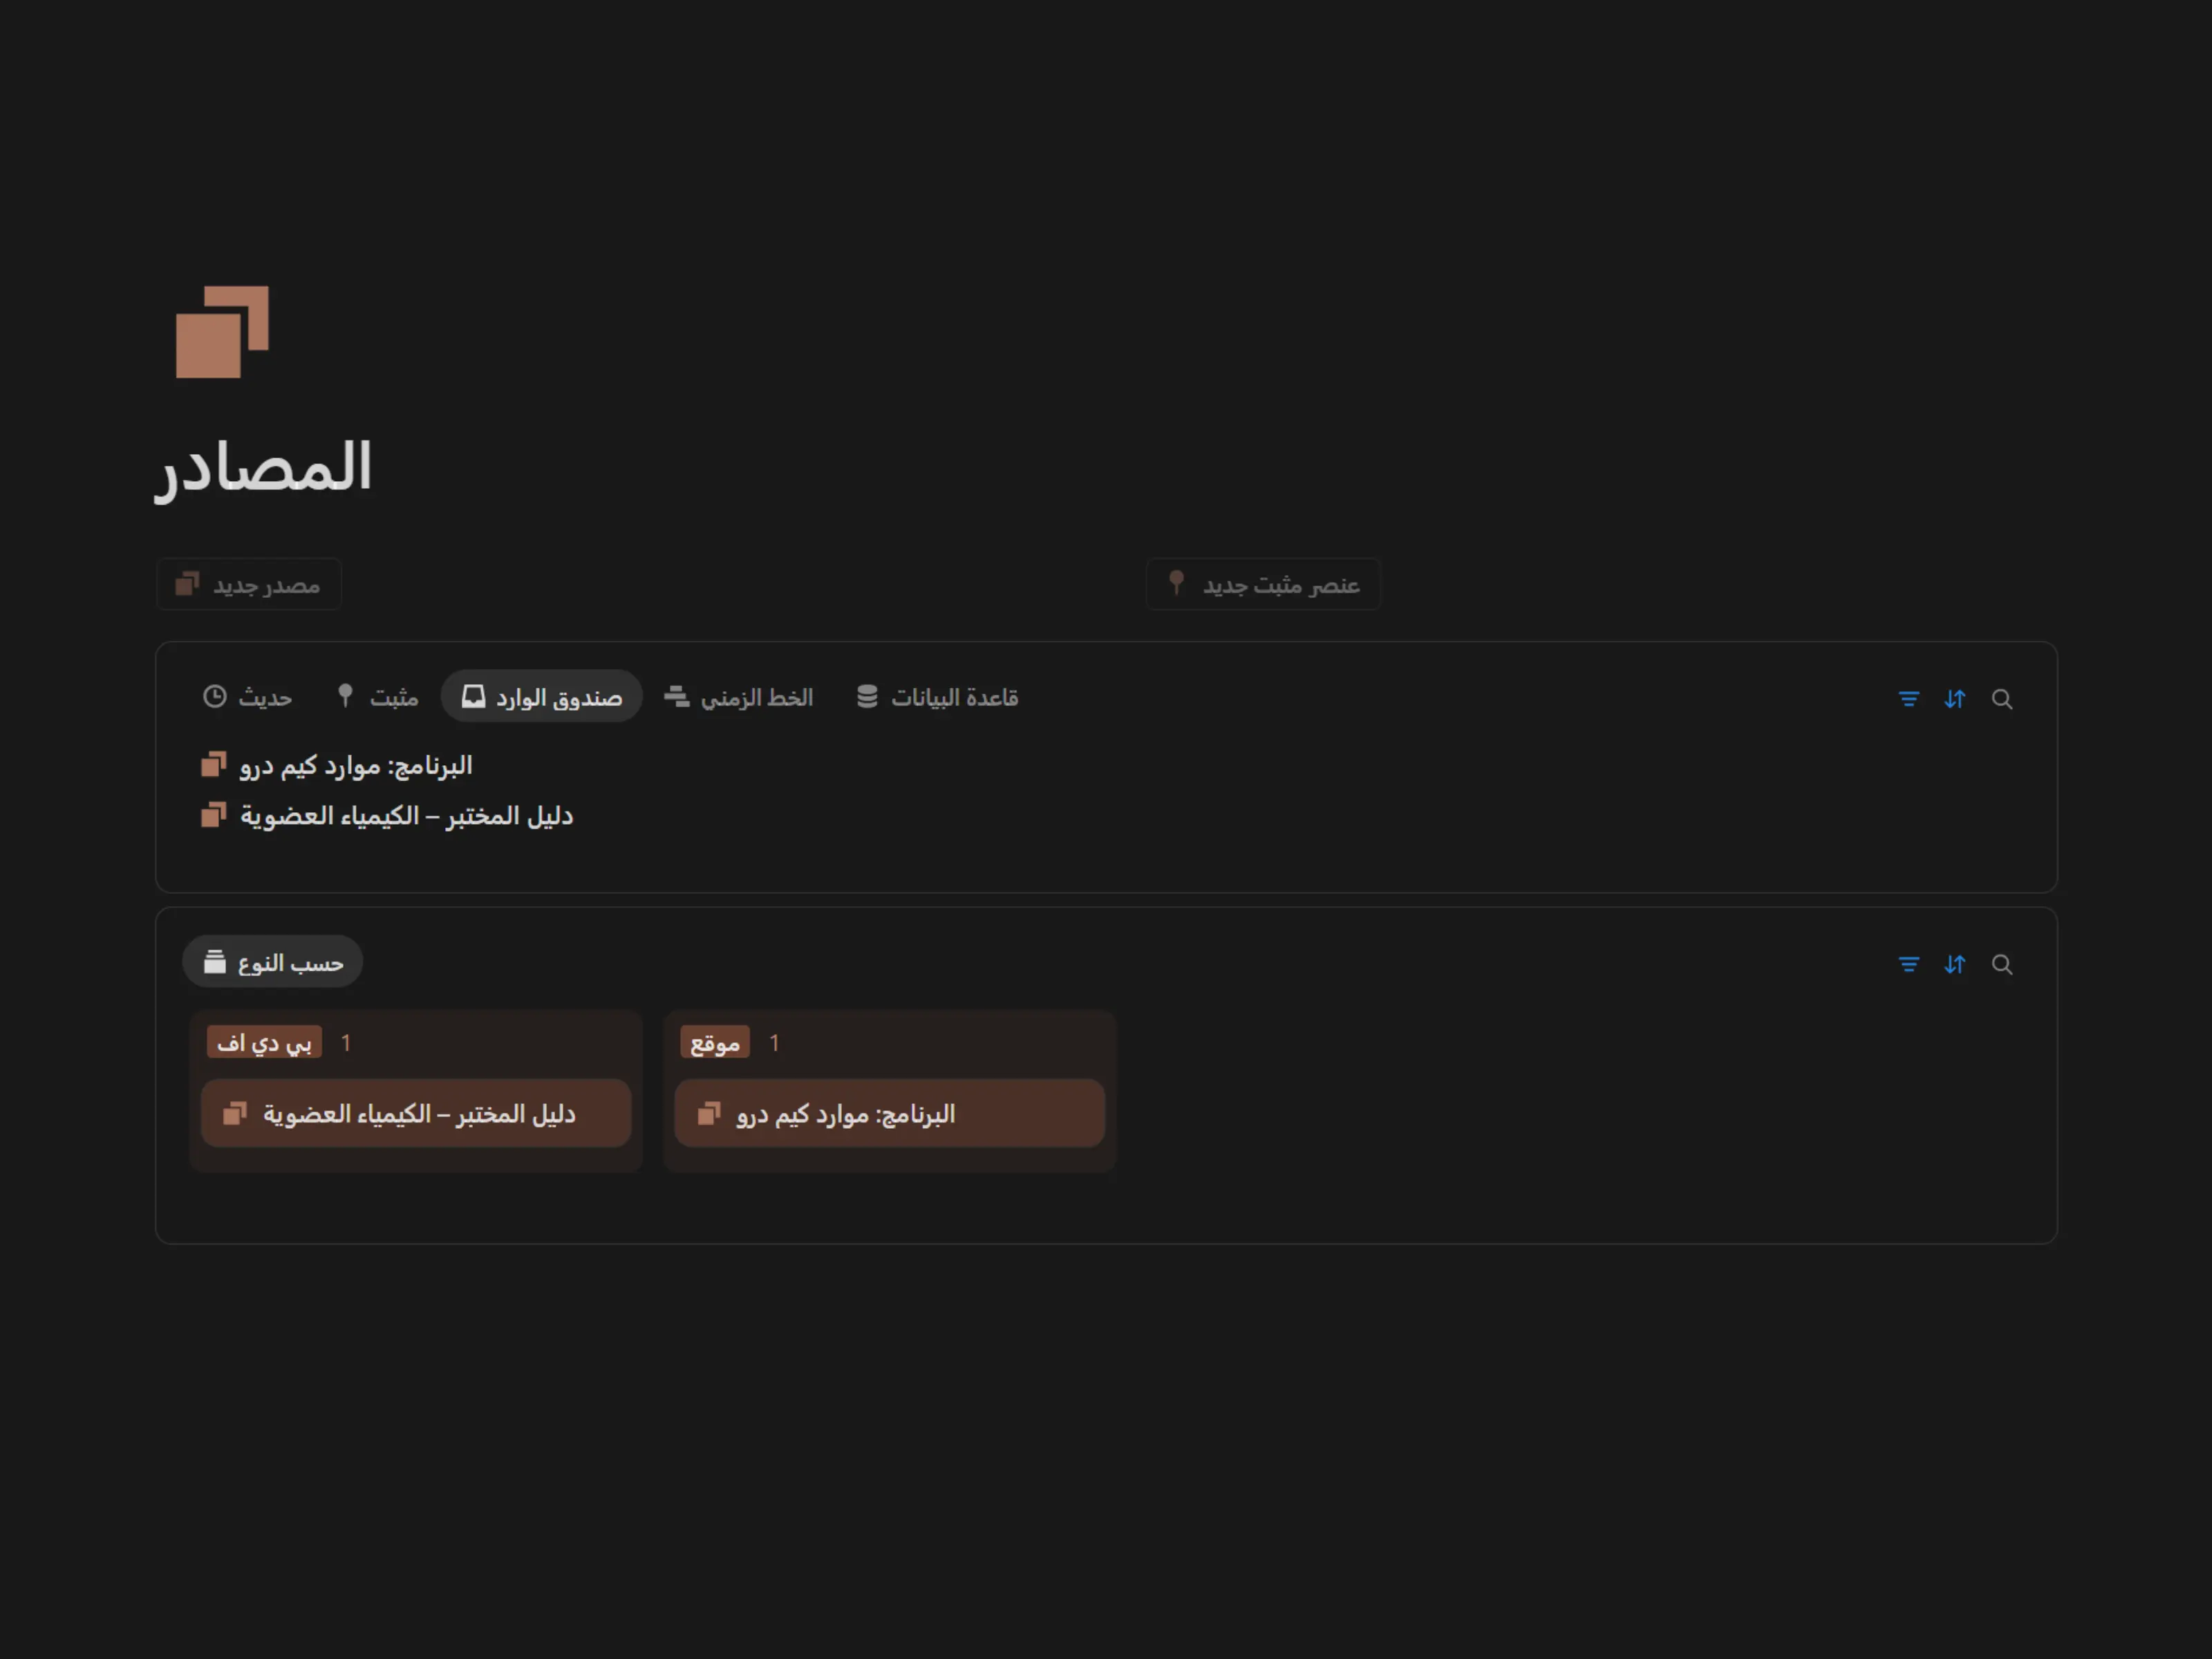 المصادر
مصدر جديد
عنصر مثبت جديد
حديث
مثبت
صندوق الوارد
الخط الزمني
قاعدة البيانات
البرنامج: موارد كيم درو
دليل المختبر – الكيمياء العضوية
حسب النوع
بي دي اف 1
موقع 1
دليل المختبر – الكيمياء العضوية
البرنامج: موارد كيم درو